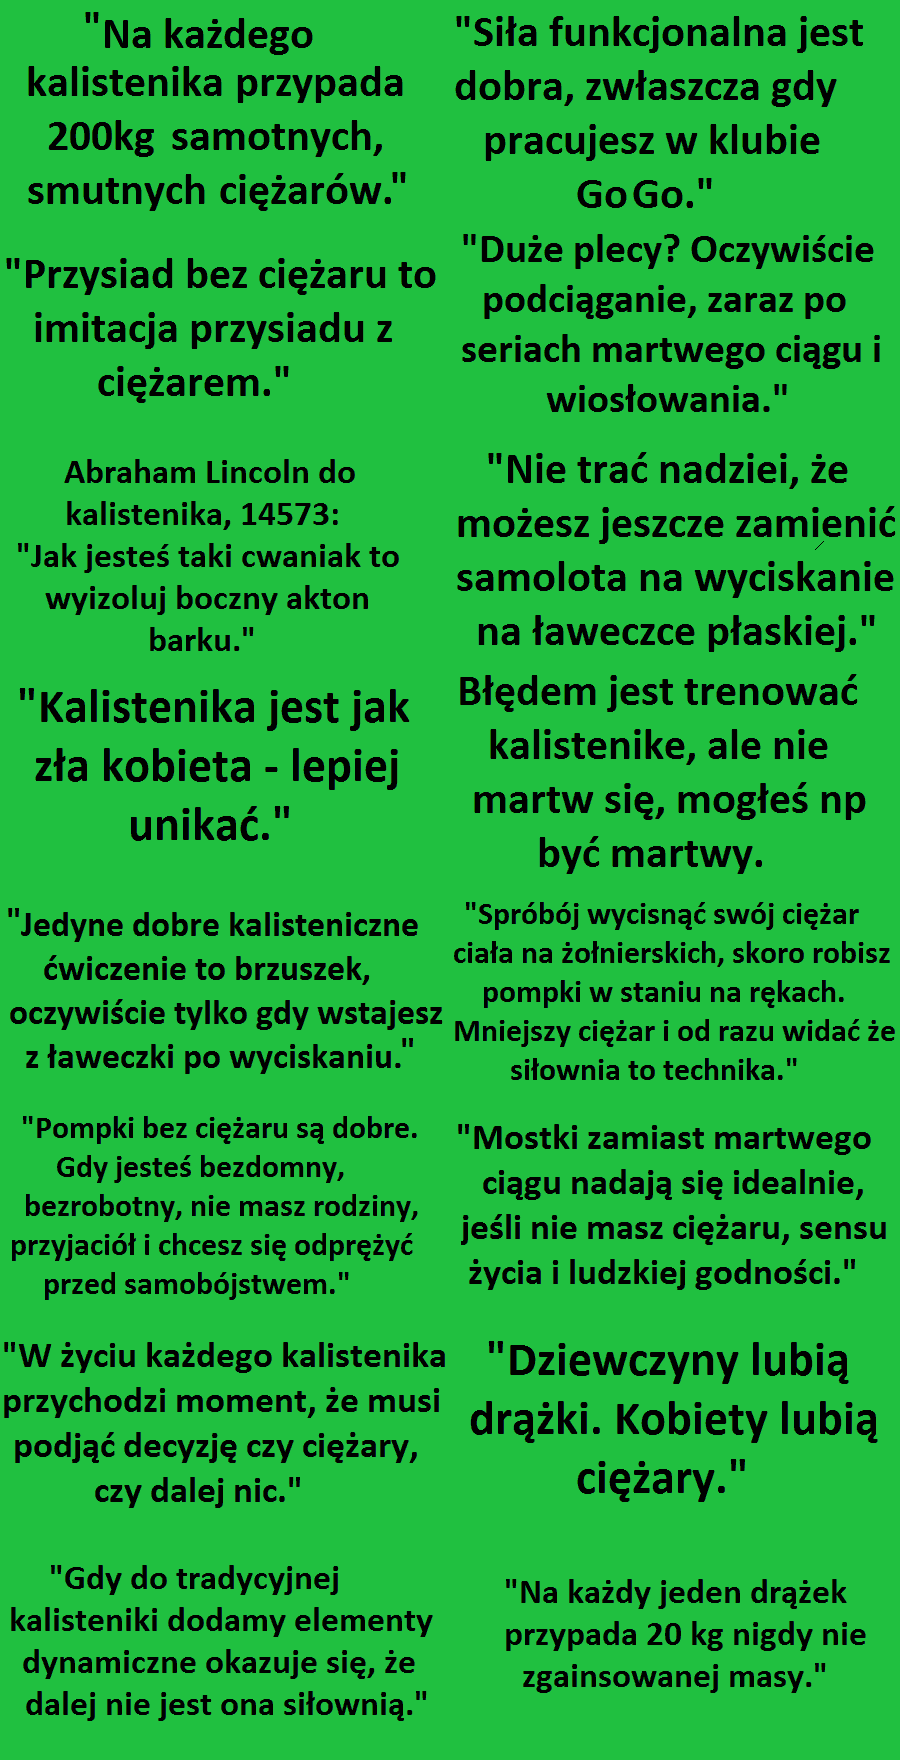 "Na każdego
kalistenika przypada
200kg samotnych,
smutnych ciężarów."
"Siła funkcjonalna jest
dobra, zwłaszcza gdy
pracujesz w klubie
Go Go."
"Przysiad bez ciężaru to
imitacja przysiadu z
ciężarem."
"Duże plecy? Oczywiście
podciąganie, zaraz po
seriach martwego ciągu i
wiosłowania."
Abraham Lincoln do
kalistenika, 14573:
"Jak jesteś taki cwaniak to
wyizoluj boczny akton
barku."
"Nie trać nadziei, że
możesz jeszcze zamienić
samolota na wyciskanie
na ławeczce płaskiej."
"Kalistenika jest jak
zła kobieta - lepiej
unikać."
Błędem jest trenować
kalistenike, ale nie
martw się, mogłeś np
być martwy.
"Jedyne dobre kalisteniczne
ćwiczenie to brzuszek,
oczywiście tylko gdy wstajesz
z ławeczki po wyciskaniu."
"Spróbój wycisnąć swój ciężar
ciała na żołnierskich, skoro robisz
pompki w staniu na rękach.
Mniejszy ciężar i od razu widać że
siłownia to technika."
"Pompki bez ciężaru są dobre.
Gdy jesteś bezdomny,
bezrobotny, nie masz rodziny,
przyjaciół i chcesz się odprężyć
przed samobójstwem."
"Mostki zamiast martwego
ciągu nadają się idealnie,
jeśli nie masz ciężaru, sensu
życia i ludzkiej godności."
"W życiu każdego kalistenika
przychodzi moment, że musi
podjąć decyzję czy ciężary,
czy dalej nic."
"Dziewczyny lubią
drążki. Kobiety lubią
ciężary."
"Gdy do tradycyjnej
kalisteniki dodamy elementy
dynamiczne okazuje się, że
dalej nie jest ona siłownią."
"Na każdy jeden drążek
przypada 20 kg nigdy nie
zgainsowanej masy."